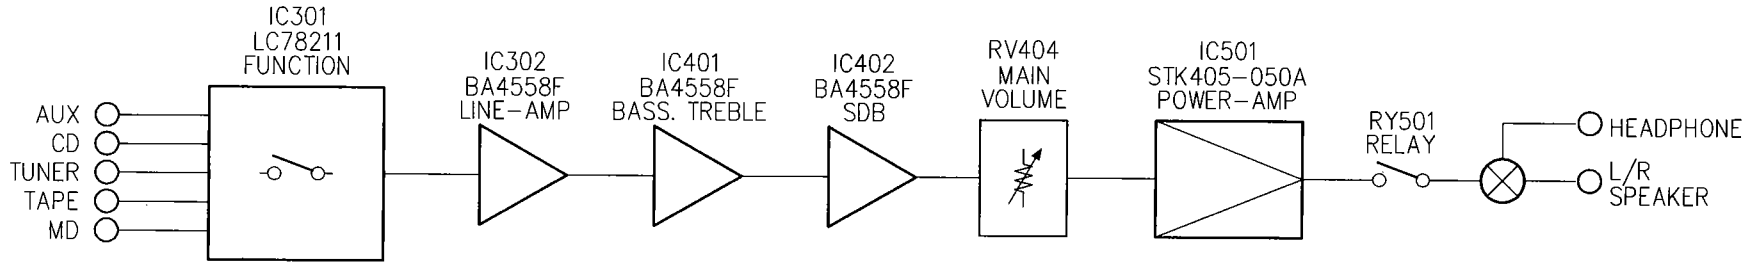 IC301
LC78211
FUNCTION
AUX
CD
TUNER
TAPE
MD
IC302
BA4558F
LINE-AMP
IC401
BA4558F
BASS. TREBLE
IC402
BA4558F
SDB
RV404
MAIN
VOLUME
IC501
STK405-050A
POWER-AMP
RY501
RELAY
HEADPHONE
L/R
SPEAKER